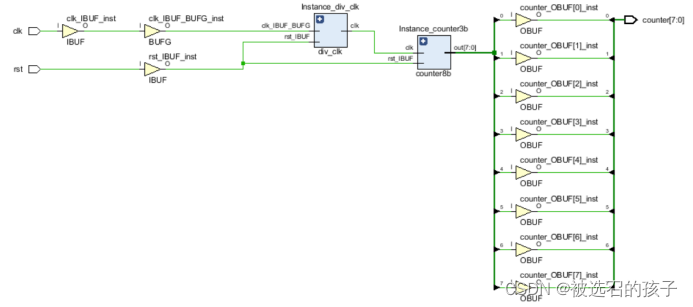 clk
clk_IBUF_inst
I
O
IBUF
clk_IBUF_BUFG_inst
I
O
BUFG
rst
rst_IBUF_inst
I
O
IBUF
Instance_div_clk
clk_IBUF_BUFG
rst_IBUF
clk
div_clk
Instance_counter3b
clk
rst_IBUF
out[7:0]
counter8b
counter_OBUF[0]_inst
0
I
O
0
OBUF
counter_OBUF[1]_inst
1
I
O
1
OBUF
counter_OBUF[2]_inst
2
I
O
2
OBUF
counter_OBUF[3]_inst
3
I
O
3
OBUF
counter_OBUF[4]_inst
4
I
O
4
OBUF
counter_OBUF[5]_inst
5
I
O
5
OBUF
counter_OBUF[6]_inst
6
I
O
6
OBUF
counter_OBUF[7]_inst
7
I
O
OBUF
counter[7:0]
CSDN @被选召的孩子